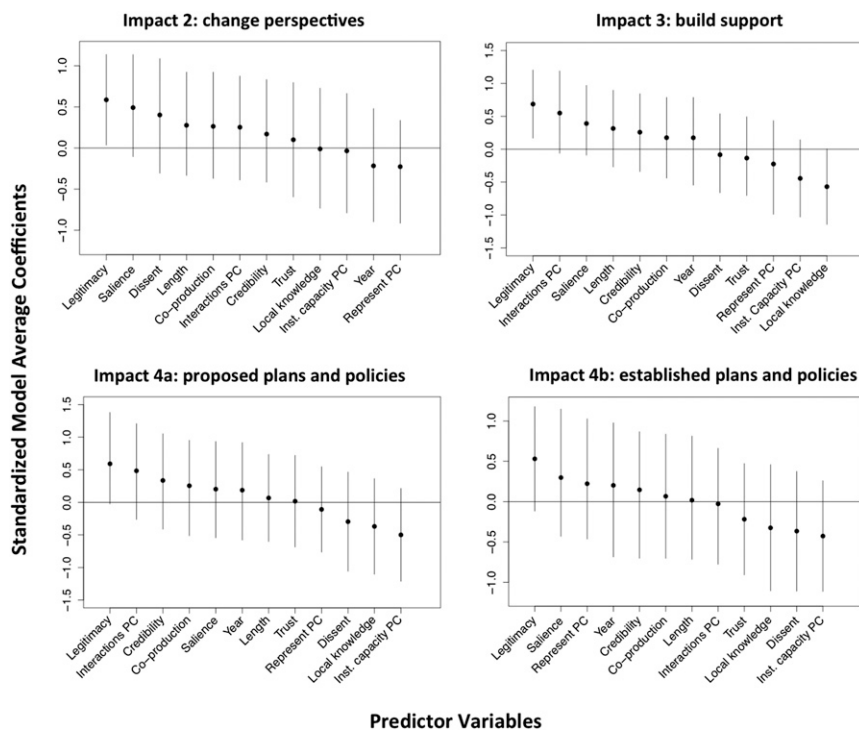 Impact 2: change perspectives
Impact 3: build support
Standardized Model Average Coefficients
1.0
0.5
0.0
−0.5
−1.0
Legitimacy
Salience
Dissent
Length
Co−production
Interactions PC
Credibility
Trust
Local knowledge
Inst. capacity PC
Year
Represent PC
1.5
1.0
0.5
0.0
−0.5
−1.0
−1.5
Legitimacy
Interactions PC
Salience
Length
Credibility
Co−production
Year
Dissent
Trust
Represent PC
Inst. Capacity PC
Local knowledge
Impact 4a: proposed plans and policies
Impact 4b: established plans and policies
1.5
1.0
0.5
0.0
−0.5
−1.0
−1.5
Legitimacy
Interactions PC
Credibility
Co−production
Salience
Year
Length
Trust
Represent PC
Dissent
Local knowledge
Inst. capacity PC
1.0
0.5
0.0
−0.5
−1.0
Legitimacy
Salience
Represent PC
Year
Credibility
Co−production
Length
Interactions PC
Trust
Local knowledge
Dissent
Inst. capacity PC
Predictor Variables